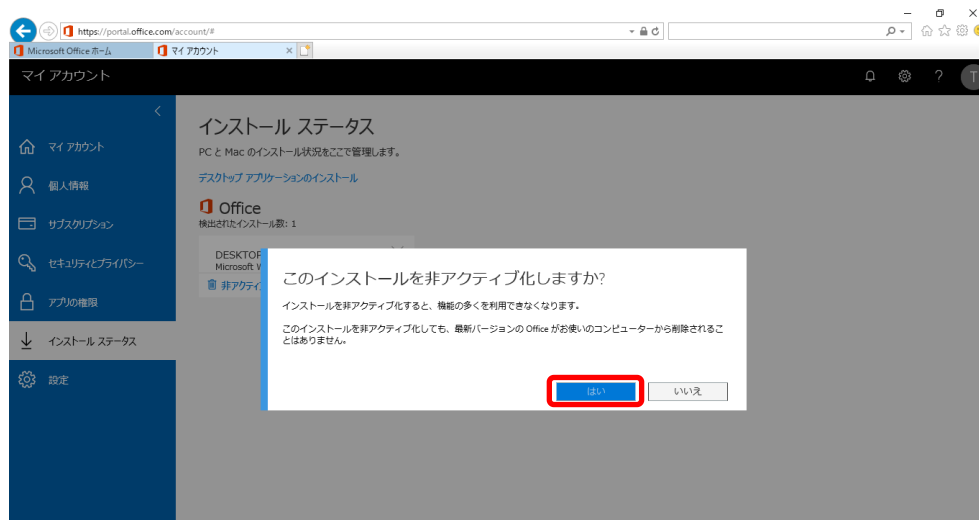 https://portal.office.com/account/#
Microsoft Office ホーム
マイ アカウント
マイ アカウント
?
T
インストール ステータス
PC と Mac のインストール状況をここで管理します。
デスクトップ アプリケーションのインストール
Office
検出されたインストール数: 1
DESKTOP
Microsoft W
非アクティ
マイ アカウント
個人情報
サブスクリプション
セキュリティとプライバシー
アプリの権限
インストール ステータス
設定
このインストールを非アクティブ化しますか?
インストールを非アクティブ化すると、機能の多くを利用できなくなります。
このインストールを非アクティブ化しても、最新バージョンの Office がお使いのコンピューターから削除されるこ
とはありません。
はい
いいえ